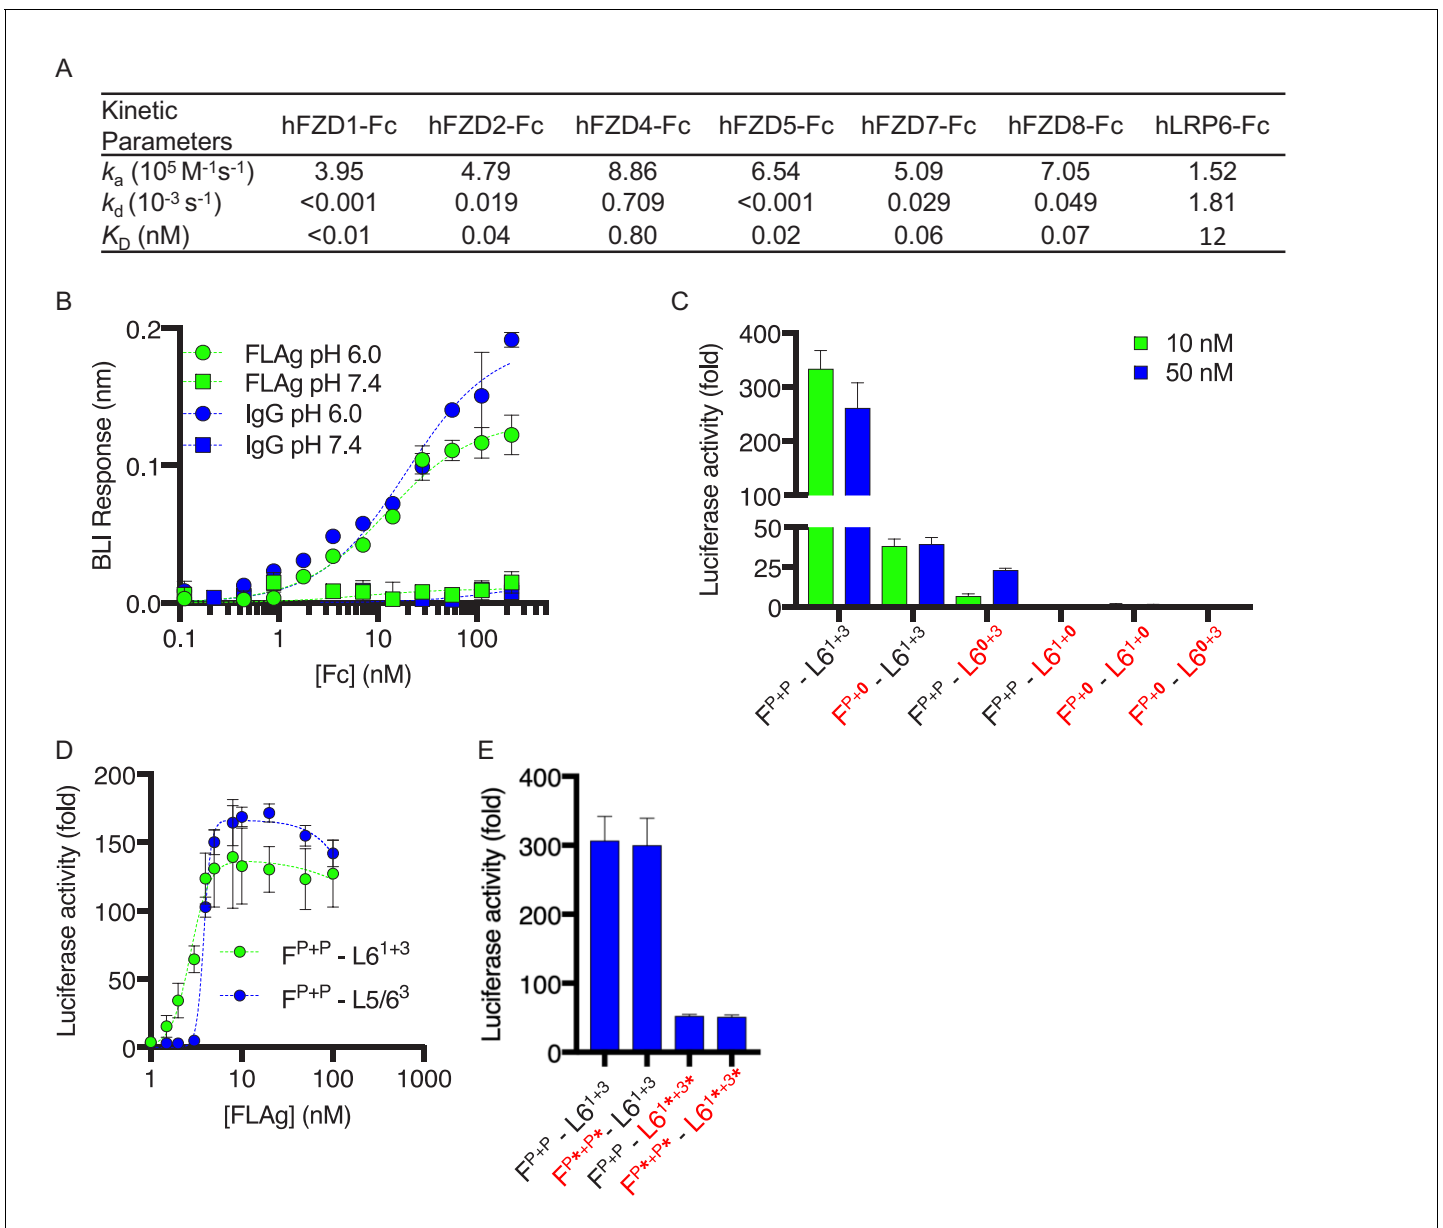 A
Kinetic Parameters hFZD1-Fc hFZD2-Fc hFZD4-Fc hFZD5-Fc hFZD7-Fc hFZD8-Fc hLRP6-Fc
kₐ (10⁵ M⁻¹s⁻¹) 3.95 4.79 8.86 6.54 5.09 7.05 1.52
k_d (10⁻³ s⁻¹) <0.001 0.019 0.709 <0.001 0.029 0.049 1.81
K_D (nM) <0.01 0.04 0.80 0.02 0.06 0.07 12
B
BLI Response (nm)
0.2
0.1
0.0
FLAg pH 6.0
FLAg pH 7.4
IgG pH 6.0
IgG pH 7.4
0.1 1 10 100
[Fc] (nM)
C
Luciferase activity (fold)
400
300
200
100
50
25
0
10 nM
50 nM
F^P+P - L6^1+3
F^P+0 - L6^1+3
F^P+P - L6^0+3
F^P+P - L6^1+0
F^P+0 - L6^1+0
F^P+0 - L6^0+3
D
Luciferase activity (fold)
200
150
100
50
0
F^P+P - L6^1+3
F^P+P - L5/6^3
1 10 100 1000
[FLAg] (nM)
E
Luciferase activity (fold)
400
300
200
100
0
F^P+P - L6^1+3
F^P*+P* - L6^1+3
F^P+P - L6^1*+3*
F^P*+P* - L6^1*+3*